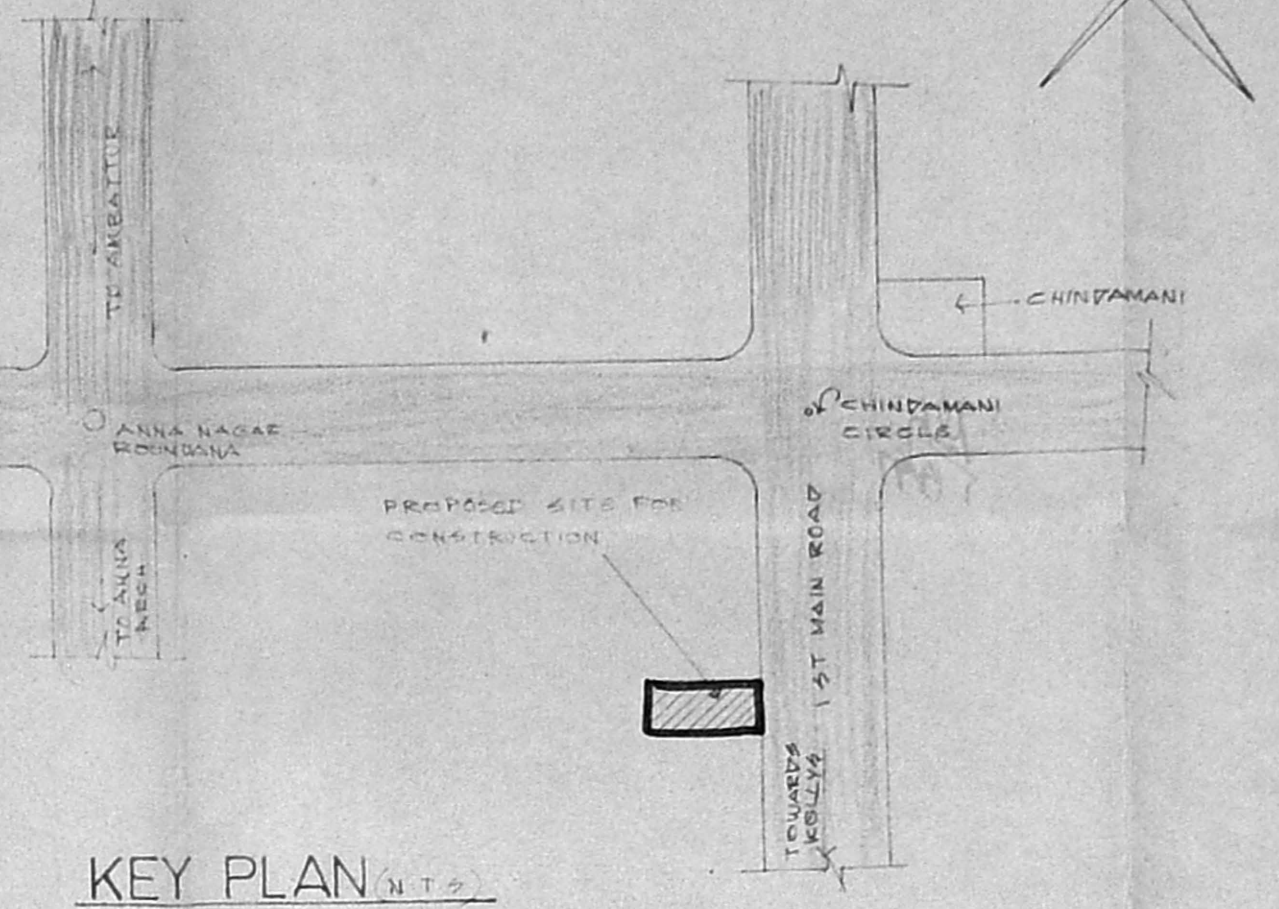 TO AMBATTUR
CHINDAMANI
CHINDAMANI
CIRCLE
ANNA NAGAR
ROUNDANA
PROPOSED SITE FOR
CONSTRUCTION
TO ANNA
ARCH
1ST MAIN ROAD
TOWARDS
KELLYS
KEY PLAN (N T S)